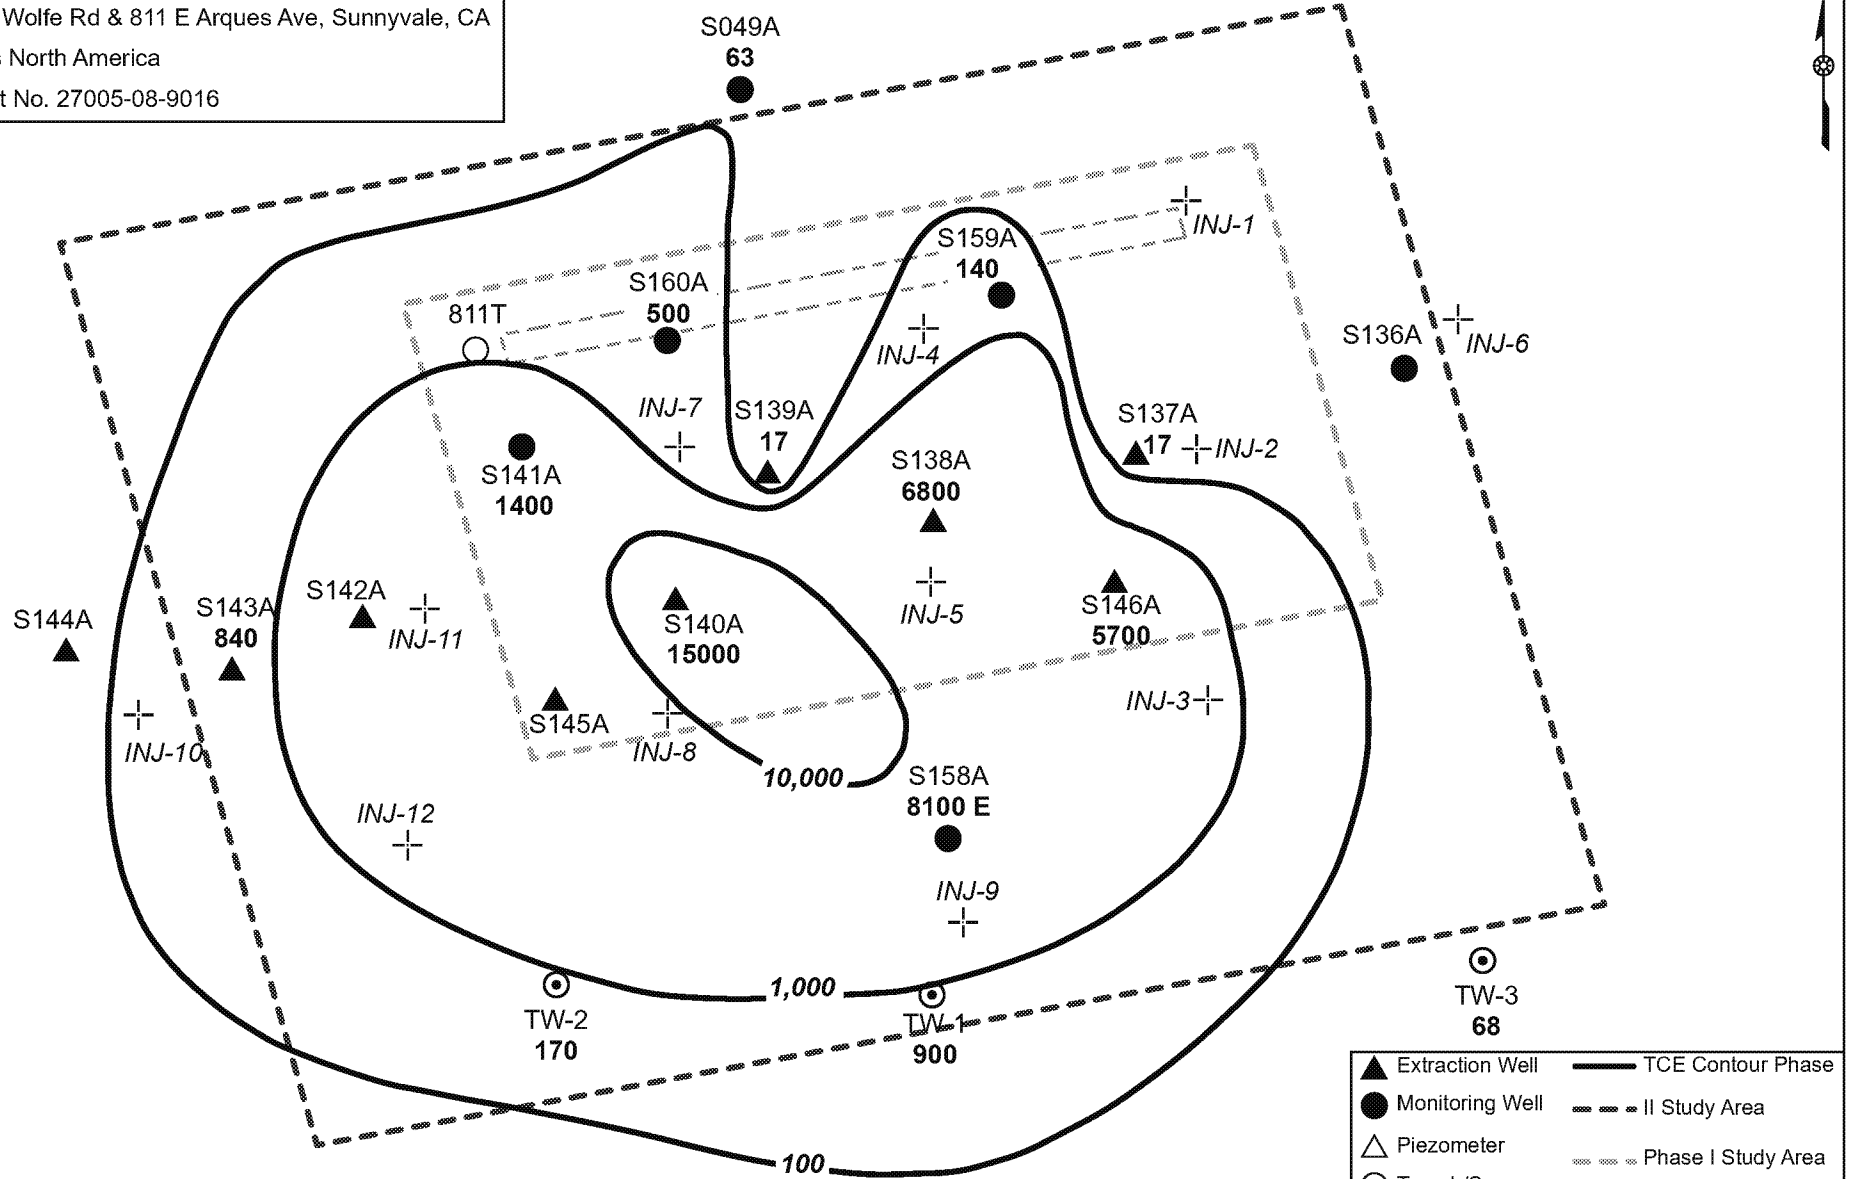 Wolfe Rd & 811 E Arques Ave, Sunnyvale, CA
North America
No. 27005-08-9016
S049A
63
S159A
140
INJ-1
S160A
500
811T
INJ-4
S136A
INJ-6
INJ-7
S139A
17
S137A
17
INJ-2
S141A
1400
S138A
6800
S142A
INJ-11
S143A
840
S144A
INJ-5
S146A
5700
S140A
15000
INJ-3
S145A
INJ-8
INJ-10
10,000
S158A
8100 E
INJ-12
INJ-9
1,000
TW-2
170
TW-1
900
TW-3
68
100
Extraction Well
TCE Contour Phase
Monitoring Well
II Study Area
Piezometer
Phase I Study Area